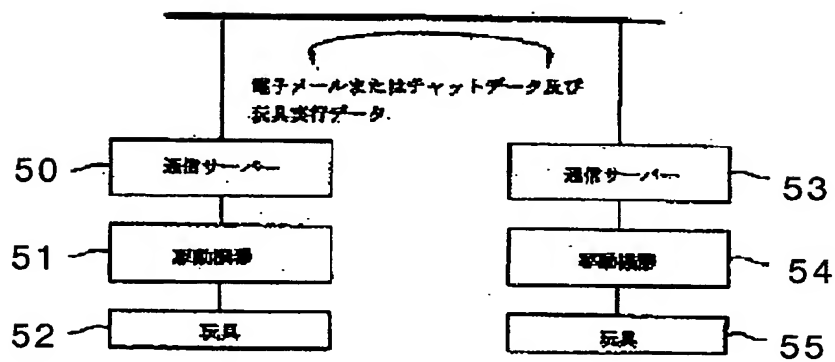 電子メールまたはチャットデータ及び
玩具実行データ.
50
通信サーバー
通信サーバー
53
51
駆動機器
駆動機器
54
52
玩具
玩具
55